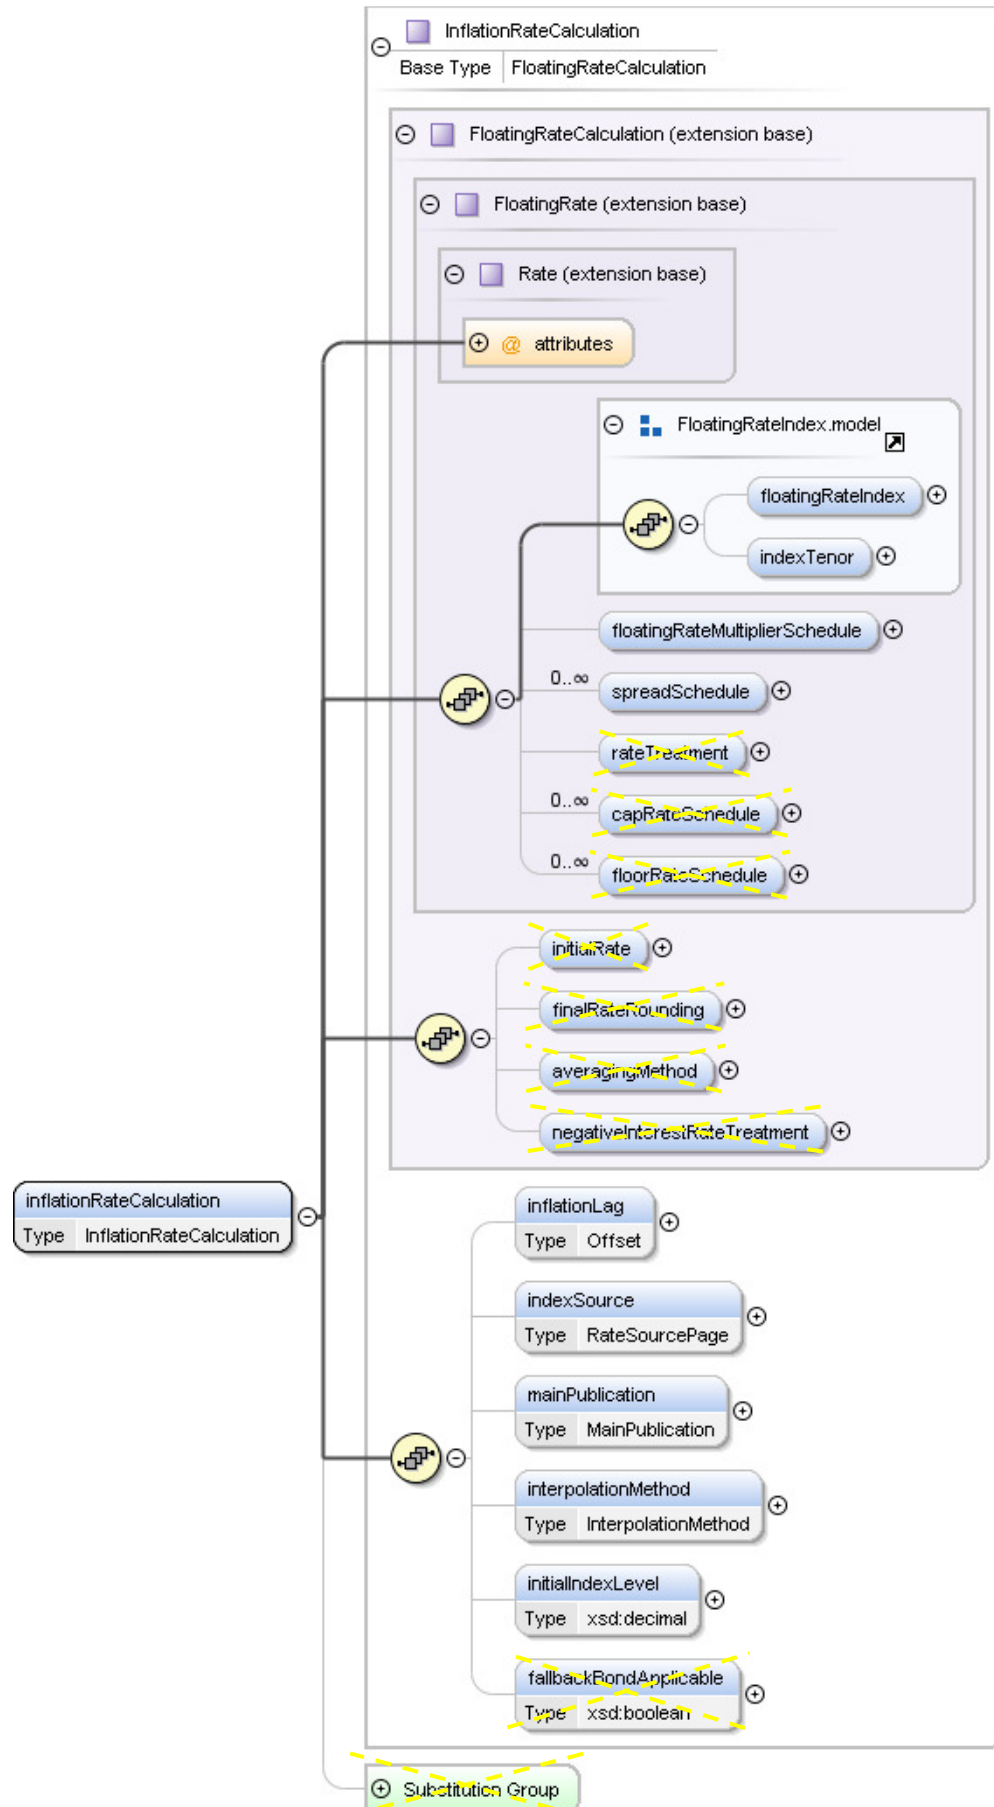 InflationRateCalculation
Base Type FloatingRateCalculation
FloatingRateCalculation (extension base)
FloatingRate (extension base)
Rate (extension base)
@ attributes
FloatingRateIndex.model
floatingRateIndex
indexTenor
floatingRateMultiplierSchedule
0..∞
spreadSchedule
rateTreatment
0..∞
capRateSchedule
0..∞
floorRateSchedule
initialRate
finalRateRounding
averagingMethod
negativeInterestRateTreatment
inflationRateCalculation
Type InflationRateCalculation
inflationLag
Type Offset
indexSource
Type RateSourcePage
mainPublication
Type MainPublication
interpolationMethod
Type InterpolationMethod
initialIndexLevel
Type xsd:decimal
fallbackBondApplicable
Type xsd:boolean
Substitution Group